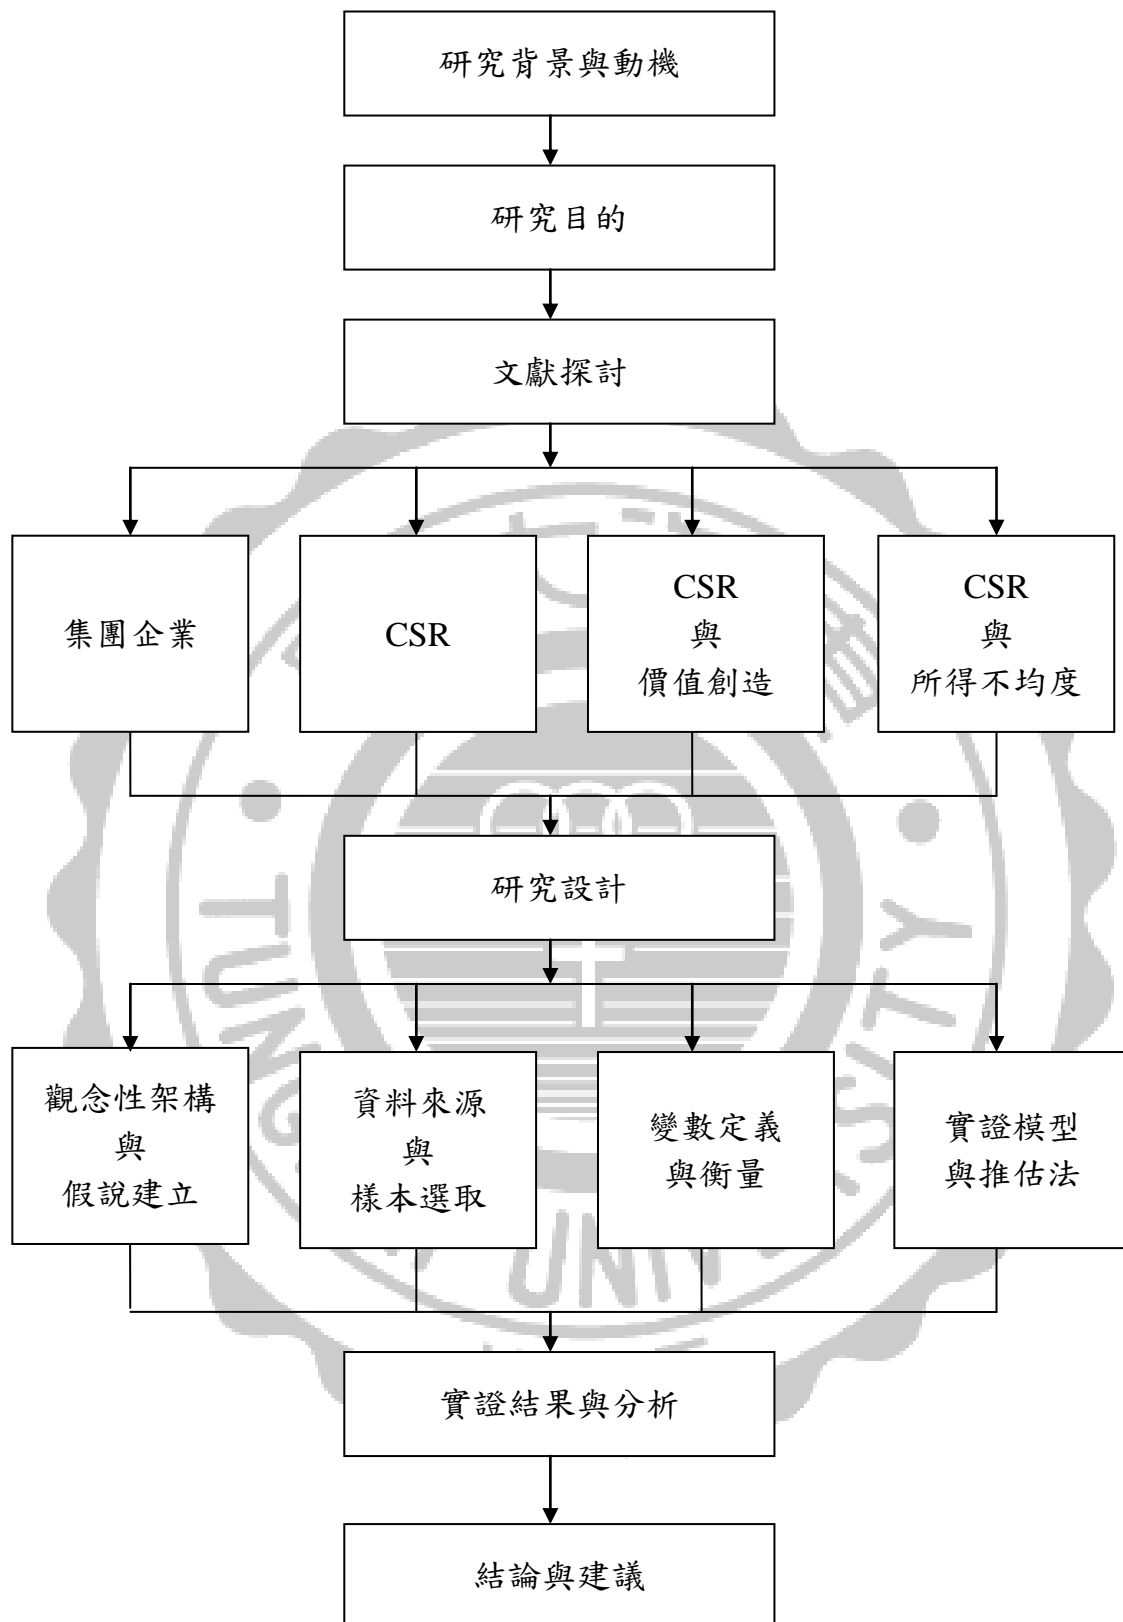 研究背景與動機
研究目的
文獻探討
集團企業
CSR
CSR
與
價值創造
CSR
與
所得不均度
研究設計
觀念性架構
與
假說建立
資料來源
與
樣本選取
變數定義
與衡量
實證模型
與推估法
實證結果與分析
結論與建議